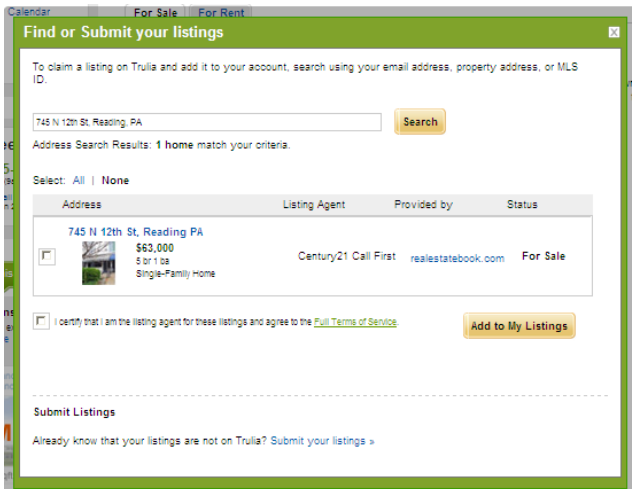 Calendar
For Sale
For Rent
Find or Submit your listings
To claim a listing on Trulia and add it to your account, search using your email address, property address, or MLS
ID.
745 N 12th St, Reading, PA
Search
Address Search Results: 1 home match your criteria.
Select: All | None
Address Listing Agent Provided by Status
745 N 12th St, Reading PA
$63,000
5 br 1 ba
Single-Family Home
Century21 Call First realestatebook.com For Sale
I certify that I am the listing agent for these listings and agree to the Full Terms of Service.
Add to My Listings
Submit Listings
Already know that your listings are not on Trulia? Submit your listings »